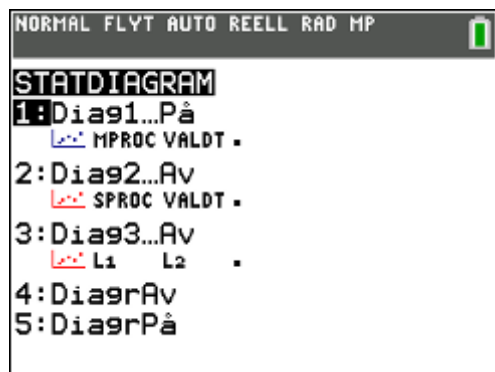 NORMAL FLYT AUTO REELL RAD MP
STATDIAGRAM
1:Diag1…På
MPROC VALDT ▪
2:Diag2…Av
SPROC VALDT ▪
3:Diag3…Av
L1 L2 ▪
4:DiagrAv
5:DiagrPå